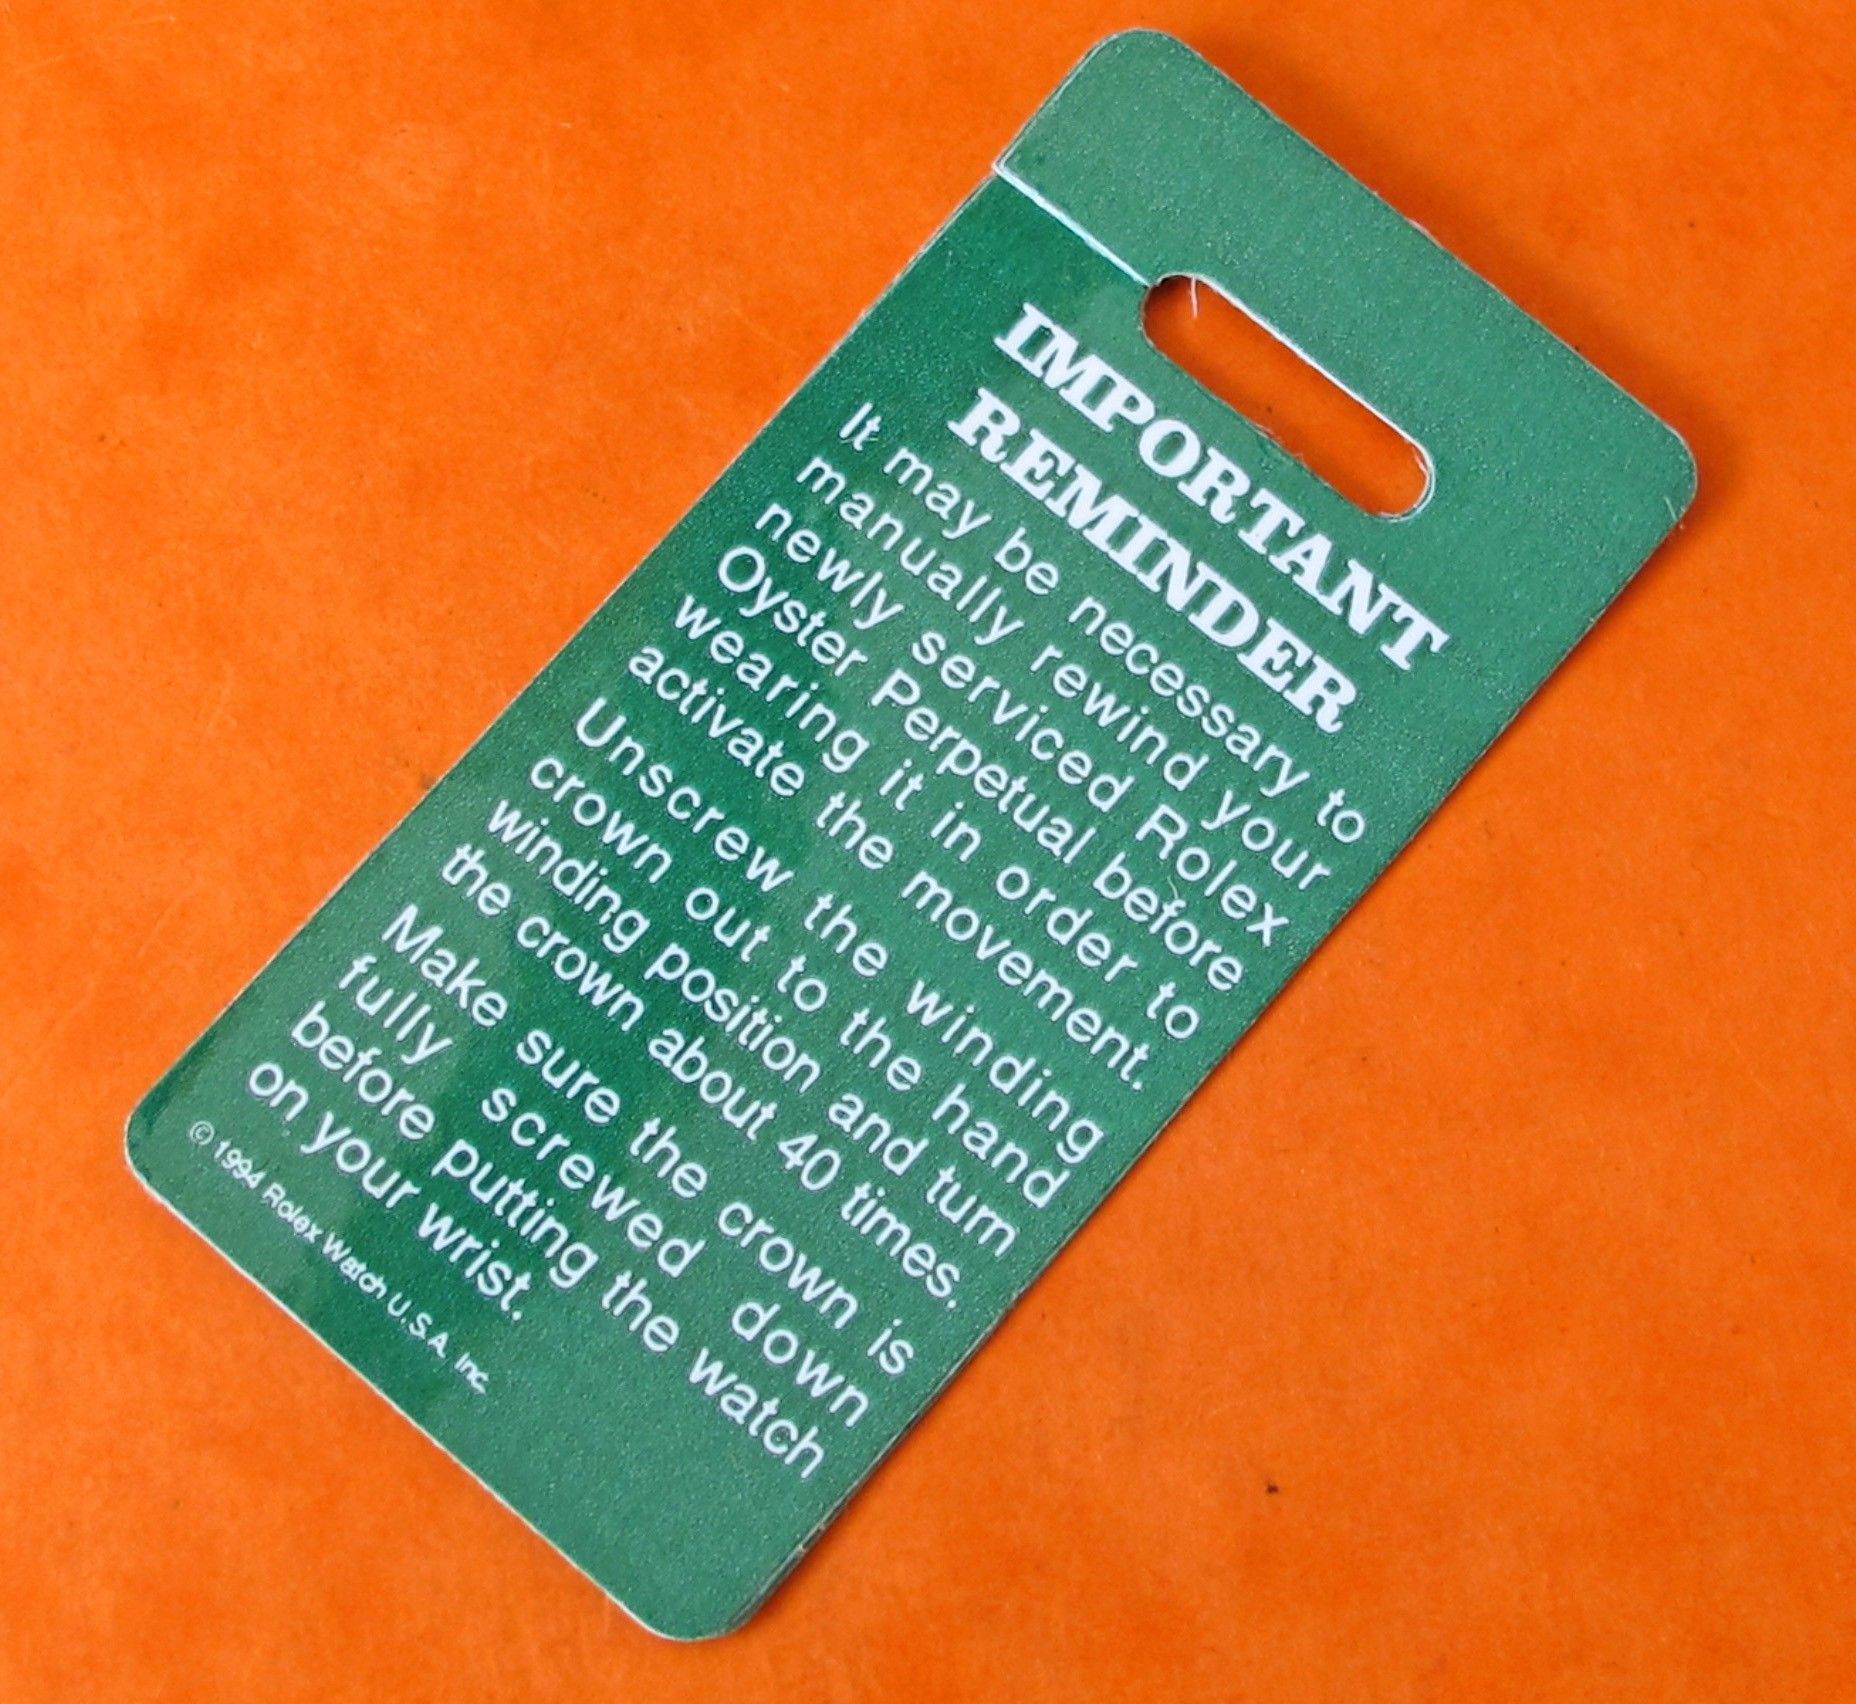 IMPORTANT
REMINDER
It may be necessary to
manually rewind your
newly serviced Rolex
Oyster Perpetual before
wearing it in order to
activate the movement.
Unscrew the winding
crown out to the hand
winding position and turn
the crown about 40 times.
Make sure the crown is
fully screwed down
before putting the watch
on your wrist.
© 1994 Rolex Watch U.S.A. Inc.